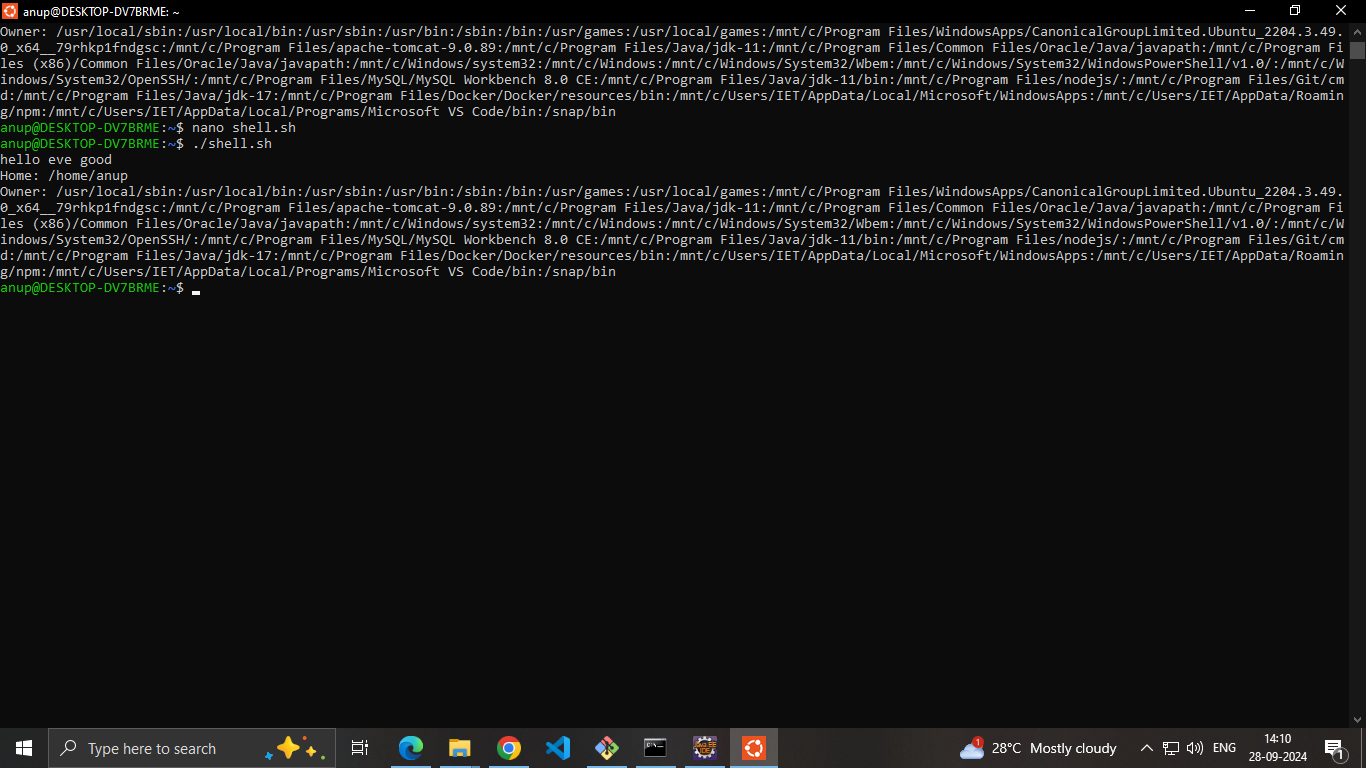 anup@DESKTOP-DV7BRME: ~
Owner: /usr/local/sbin:/usr/local/bin:/usr/sbin:/usr/bin:/sbin:/bin:/usr/games:/usr/local/games:/mnt/c/Program Files/WindowsApps/CanonicalGroupLimited.Ubuntu_2204.3.49.
0_x64__79rhkp1fndgsc:/mnt/c/Program Files/apache-tomcat-9.0.89:/mnt/c/Program Files/Java/jdk-11:/mnt/c/Program Files/Common Files/Oracle/Java/javapath:/mnt/c/Program Fi
les (x86)/Common Files/Oracle/Java/javapath:/mnt/c/Windows/system32:/mnt/c/Windows:/mnt/c/Windows/System32/Wbem:/mnt/c/Windows/System32/WindowsPowerShell/v1.0/:/mnt/c/W
indows/System32/OpenSSH/:/mnt/c/Program Files/MySQL/MySQL Workbench 8.0 CE:/mnt/c/Program Files/Java/jdk-11/bin:/mnt/c/Program Files/nodejs/:/mnt/c/Program Files/Git/cm
d:/mnt/c/Program Files/Java/jdk-17:/mnt/c/Program Files/Docker/Docker/resources/bin:/mnt/c/Users/IET/AppData/Local/Microsoft/WindowsApps:/mnt/c/Users/IET/AppData/Roamin
g/npm:/mnt/c/Users/IET/AppData/Local/Programs/Microsoft VS Code/bin:/snap/bin
anup@DESKTOP-DV7BRME:~$ nano shell.sh
anup@DESKTOP-DV7BRME:~$ ./shell.sh
hello eve good
Home: /home/anup
Owner: /usr/local/sbin:/usr/local/bin:/usr/sbin:/usr/bin:/sbin:/bin:/usr/games:/usr/local/games:/mnt/c/Program Files/WindowsApps/CanonicalGroupLimited.Ubuntu_2204.3.49.
0_x64__79rhkp1fndgsc:/mnt/c/Program Files/apache-tomcat-9.0.89:/mnt/c/Program Files/Java/jdk-11:/mnt/c/Program Files/Common Files/Oracle/Java/javapath:/mnt/c/Program Fi
les (x86)/Common Files/Oracle/Java/javapath:/mnt/c/Windows/system32:/mnt/c/Windows:/mnt/c/Windows/System32/Wbem:/mnt/c/Windows/System32/WindowsPowerShell/v1.0/:/mnt/c/W
indows/System32/OpenSSH/:/mnt/c/Program Files/MySQL/MySQL Workbench 8.0 CE:/mnt/c/Program Files/Java/jdk-11/bin:/mnt/c/Program Files/nodejs/:/mnt/c/Program Files/Git/cm
d:/mnt/c/Program Files/Java/jdk-17:/mnt/c/Program Files/Docker/Docker/resources/bin:/mnt/c/Users/IET/AppData/Local/Microsoft/WindowsApps:/mnt/c/Users/IET/AppData/Roamin
g/npm:/mnt/c/Users/IET/AppData/Local/Programs/Microsoft VS Code/bin:/snap/bin
anup@DESKTOP-DV7BRME:~$
Type here to search
1
28°C Mostly cloudy
ENG
14:10
28-09-2024
1